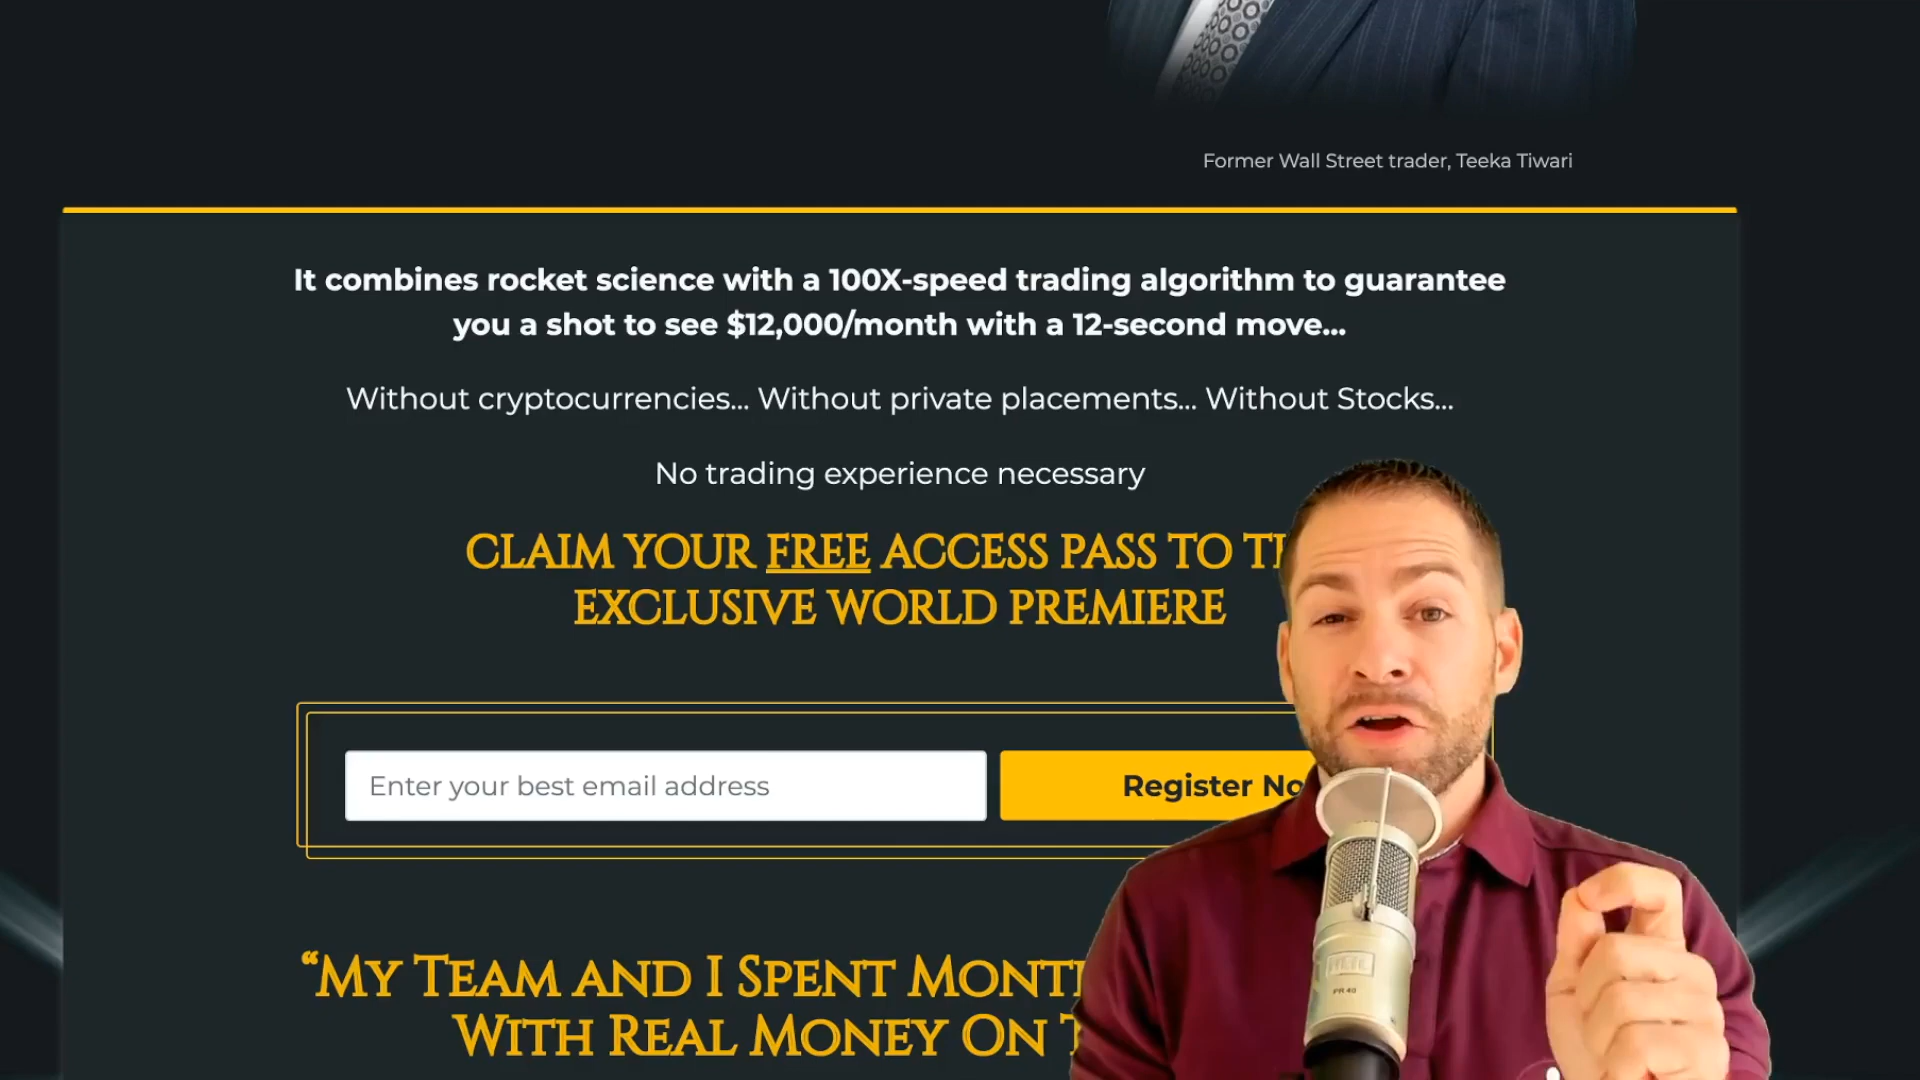 Former Wall Street trader, Teeka Tiwari
It combines rocket science with a 100X-speed trading algorithm to guarantee
you a shot to see $12,000/month with a 12-second move...
Without cryptocurrencies... Without private placements... Without Stocks...
No trading experience necessary
CLAIM YOUR FREE ACCESS PASS TO
EXCLUSIVE WORLD PREMIERE
Enter your best email address
Register
“MY TEAM AND I SPENT
WITH REAL MONEY ON
PR 40